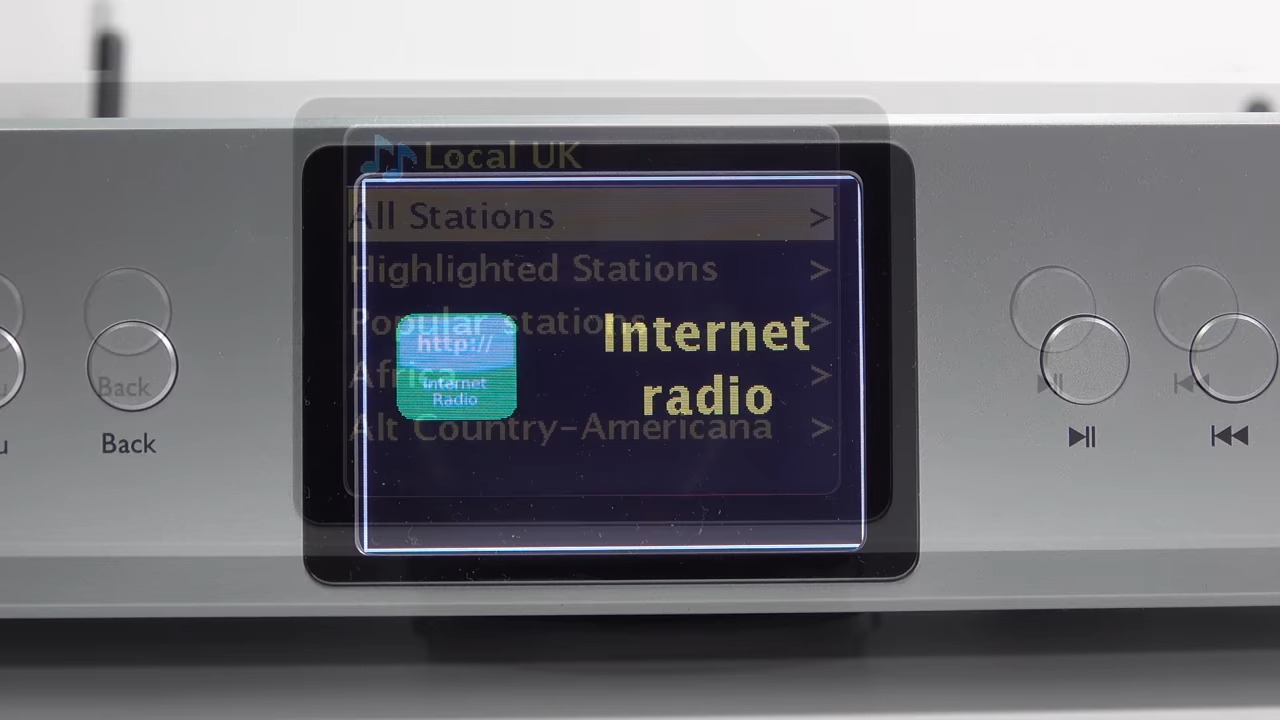 Local UK
All Stations >
Highlighted Stations >
Popular stations >
Africa >
Alt Country-Americana >
http://
Internet
Radio
Internet
radio
Back
Back
u